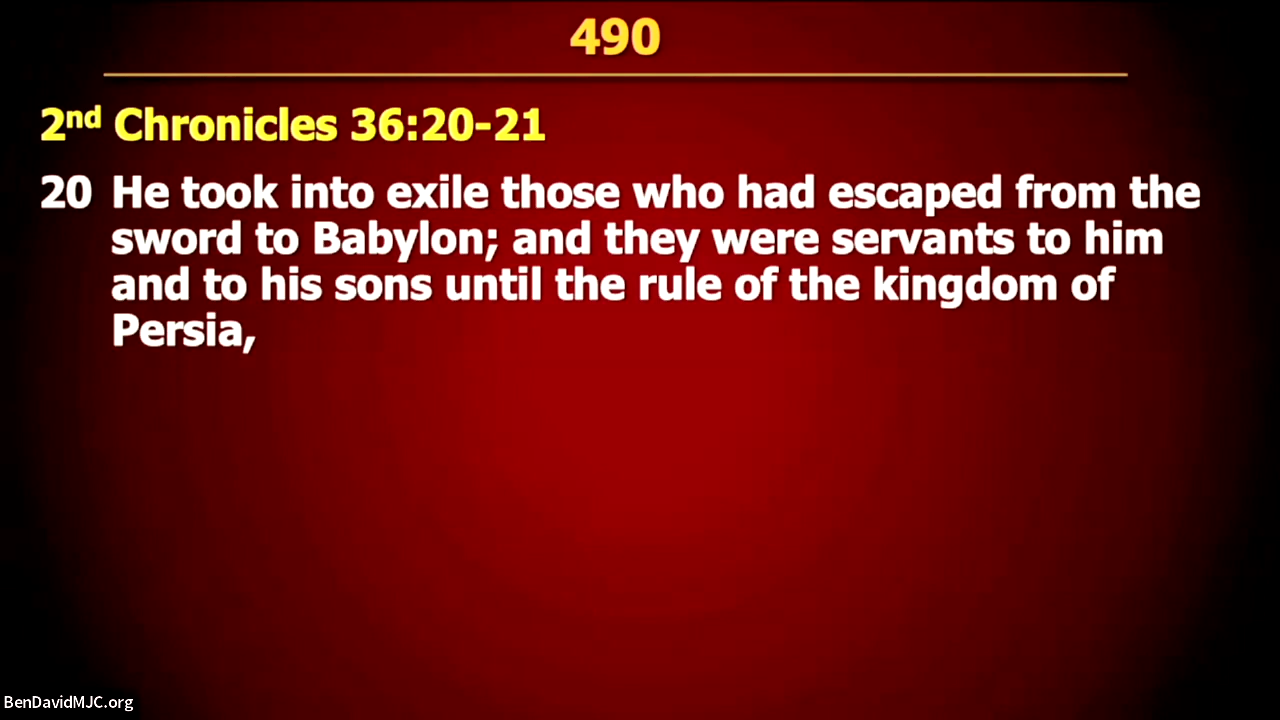 490
2nd Chronicles 36:20-21
20 He took into exile those who had escaped from the
sword to Babylon; and they were servants to him
and to his sons until the rule of the kingdom of
Persia,
BenDavidMJC.org